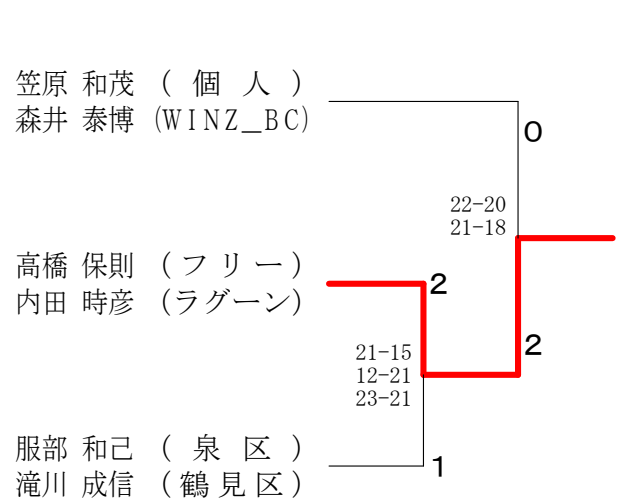 笠原 和茂 ( 個 人 )
森井 泰博 (WINZ_BC)
0
22-20
21-18
高橋 保則 ( フ リ ー )
内田 時彦 (ラグーン)
2
2
21-15
12-21
23-21
服部 和己 ( 泉 区 )
滝川 成信 ( 鶴 見 区 )
1